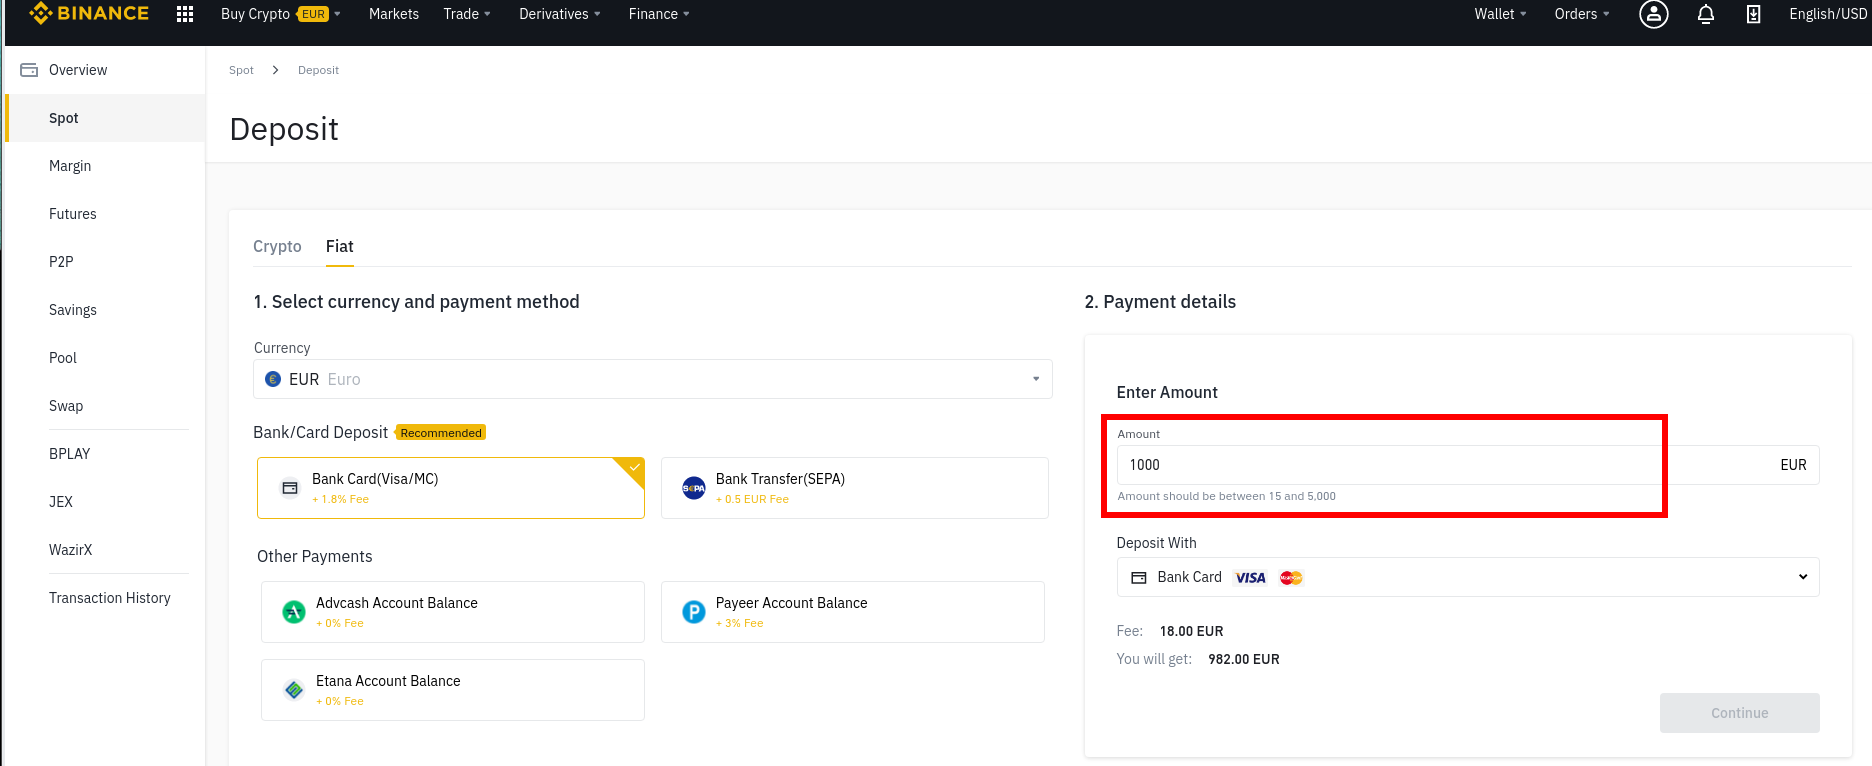 BINANCE
Buy Crypto EUR
Markets
Trade
Derivatives
Finance
Wallet
Orders
English/USD
Overview
Spot
Margin
Futures
P2P
Savings
Pool
Swap
BPLAY
JEX
WazirX
Transaction History
Spot > Deposit
Deposit
Crypto
Fiat
1. Select currency and payment method
Currency
EUR Euro
Bank/Card Deposit Recommended
Bank Card(Visa/MC)
+ 1.8% Fee
SEPA
Bank Transfer(SEPA)
+ 0.5 EUR Fee
Other Payments
Advcash Account Balance
+ 0% Fee
P
Payeer Account Balance
+ 3% Fee
Etana Account Balance
+ 0% Fee
2. Payment details
Enter Amount
Amount
1000 EUR
Amount should be between 15 and 5,000
Deposit With
Bank Card VISA MasterCard
Fee: 18.00 EUR
You will get: 982.00 EUR
Continue